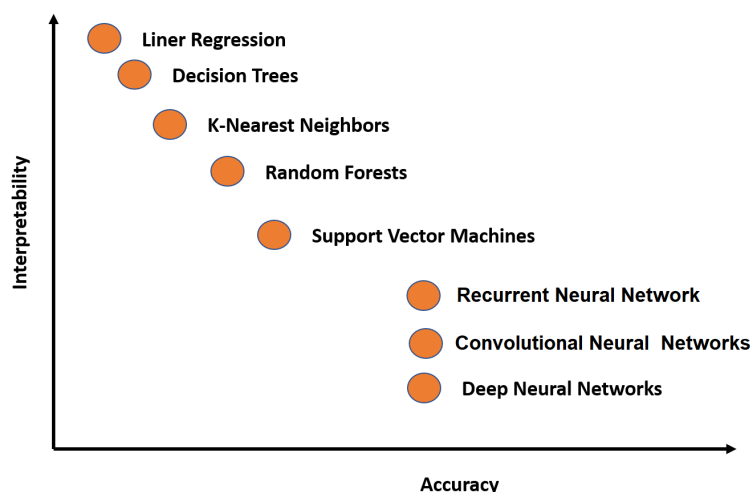 Liner Regression
Decision Trees
K-Nearest Neighbors
Random Forests
Support Vector Machines
Recurrent Neural Network
Convolutional Neural  Networks
Deep Neural Networks
Interpretability
Accuracy